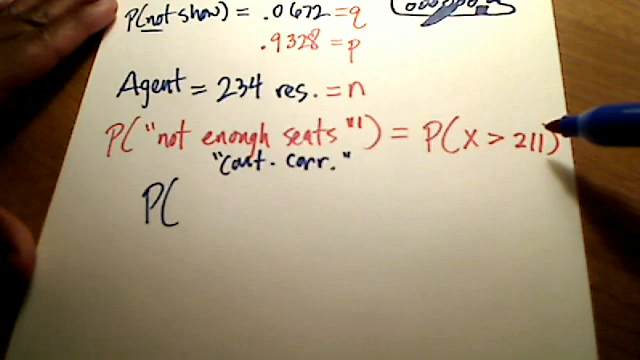 P(not show) = .0672 = q
.9328 = p
Agent = 234 res. = n
P("not enough seats"!) = P(X > 211)
"Cont. corr."
P(